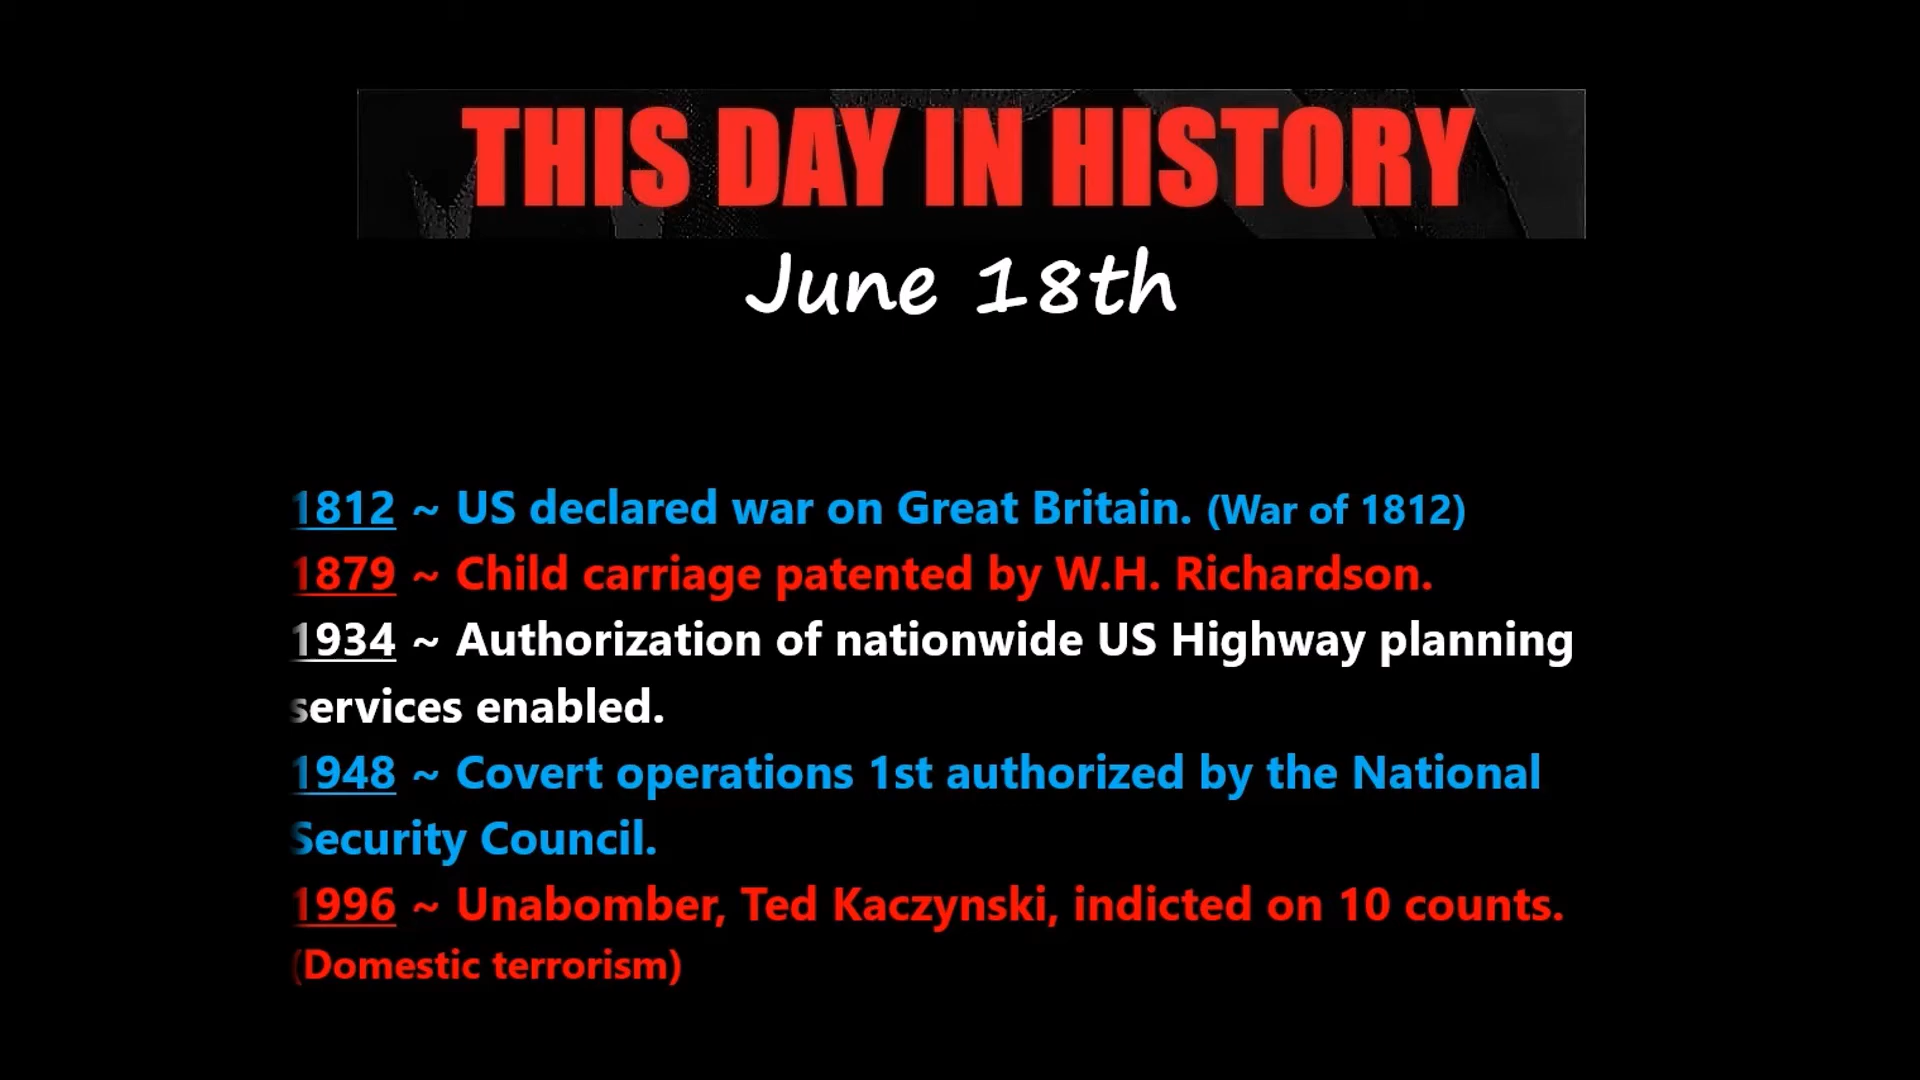 THIS DAY IN HISTORY
June 18th
1812 ~ US declared war on Great Britain. (War of 1812)
1879 ~ Child carriage patented by W.H. Richardson.
1934 ~ Authorization of nationwide US Highway planning
services enabled.
1948 ~ Covert operations 1st authorized by the National
Security Council.
1996 ~ Unabomber, Ted Kaczynski, indicted on 10 counts.
(Domestic terrorism)